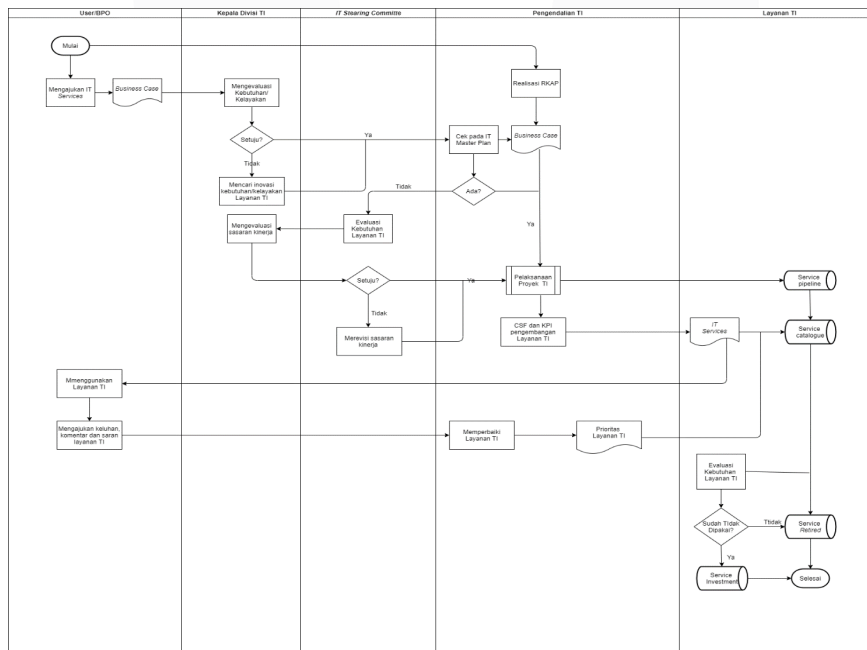 User/BPO
Kepala Divisi TI
IT Stearing Committe
Pengendalian TI
Layanan TI
Mulai
Mengajukan IT
Services
Business Case
Mengevaluasi
Kebutuhan/
Kelayakan
Realisasi RKAP
Setuju?
Ya
Cek pada IT
Master Plan
Business Case
Tidak
Mencari inovasi
kebutuhan/kelayakan
Layanan TI
Tidak
Ada?
Mengevaluasi
sasaran kinerja
Evaluasi
Kebutuhan
Layanan TI
Ya
Setuju?
Ya
Pelaksanaan
Proyek TI
Service
pipeline
Tidak
Merevisi sasaran
kinerja
CSF dan KPI
pengembangan
Layanan TI
IT
Services
Service
catalogue
Mmenggunakan
Layanan TI
Mengajukan keluhan,
komentar dan saran
layanan TI
Memperbaiki
Layanan TI
Prioritas
Layanan TI
Evaluasi
Kebutuhan
Layanan TI
Sudah Tidak
Dipakai?
Ttidak
Service
Retired
Ya
Service
Investment
Selesai